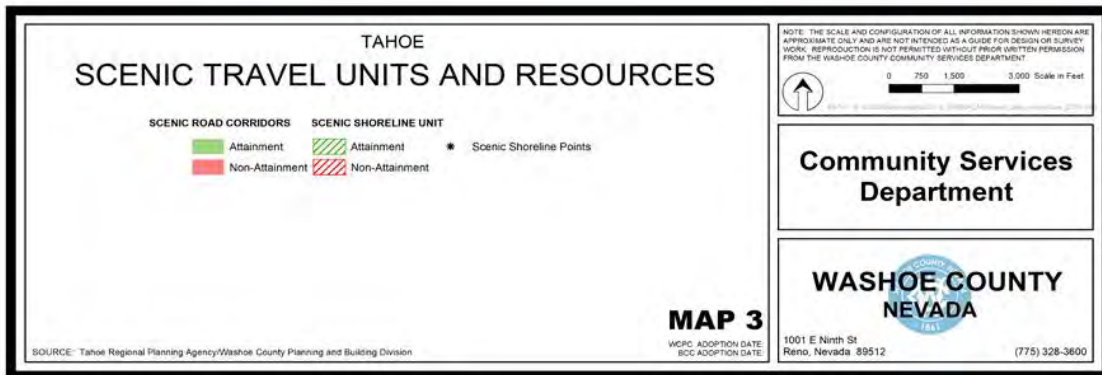 TAHOE
SCENIC TRAVEL UNITS AND RESOURCES
SCENIC ROAD CORRIDORS
Attainment
Non-Attainment
SCENIC SHORELINE UNIT
Attainment
Non-Attainment
Scenic Shoreline Points
MAP 3
WCPC ADOPTION DATE:
BCC ADOPTION DATE:
SOURCE: Tahoe Regional Planning Agency/Washoe County Planning and Building Division
NOTE: THE SCALE AND CONFIGURATION OF ALL INFORMATION SHOWN HEREON ARE
APPROXIMATE ONLY AND ARE NOT INTENDED AS A GUIDE FOR DESIGN OR SURVEY
WORK. REPRODUCTION IS NOT PERMITTED WITHOUT PRIOR WRITTEN PERMISSION
FROM THE WASHOE COUNTY COMMUNITY SERVICES DEPARTMENT
0 750 1,500 3,000 Scale in Feet
Community Services
Department
WASHOE COUNTY
NEVADA
1861
1001 E Ninth St
Reno, Nevada 89512
(775) 328-3600